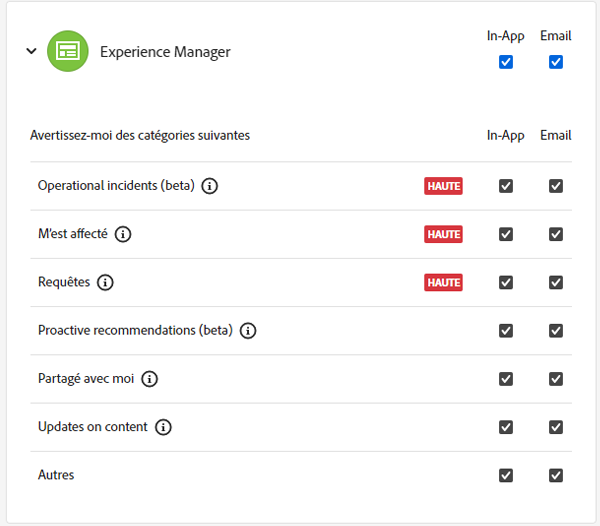 In-App Email
Experience Manager
Avertissez-moi des catégories suivantes In-App Email
Operational incidents (beta) HAUTE
M'est affecté HAUTE
Requêtes HAUTE
Proactive recommendations (beta)
Partagé avec moi
Updates on content
Autres